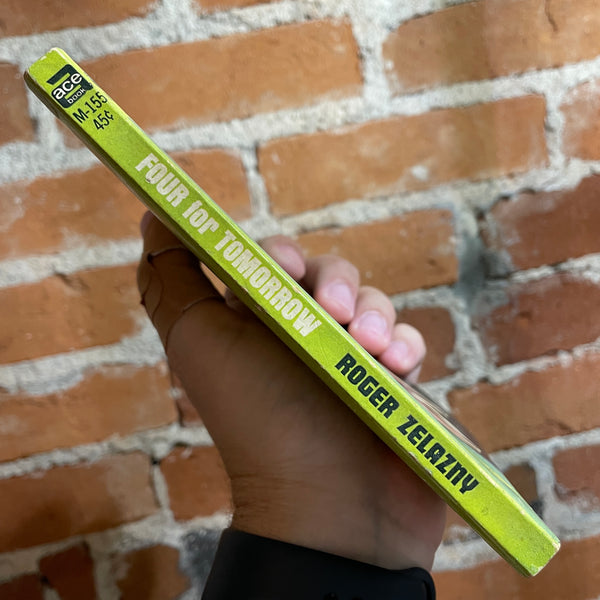 ace
BOOK
M-155
45¢
FOUR for TOMORROW
ROGER ZELAZNY